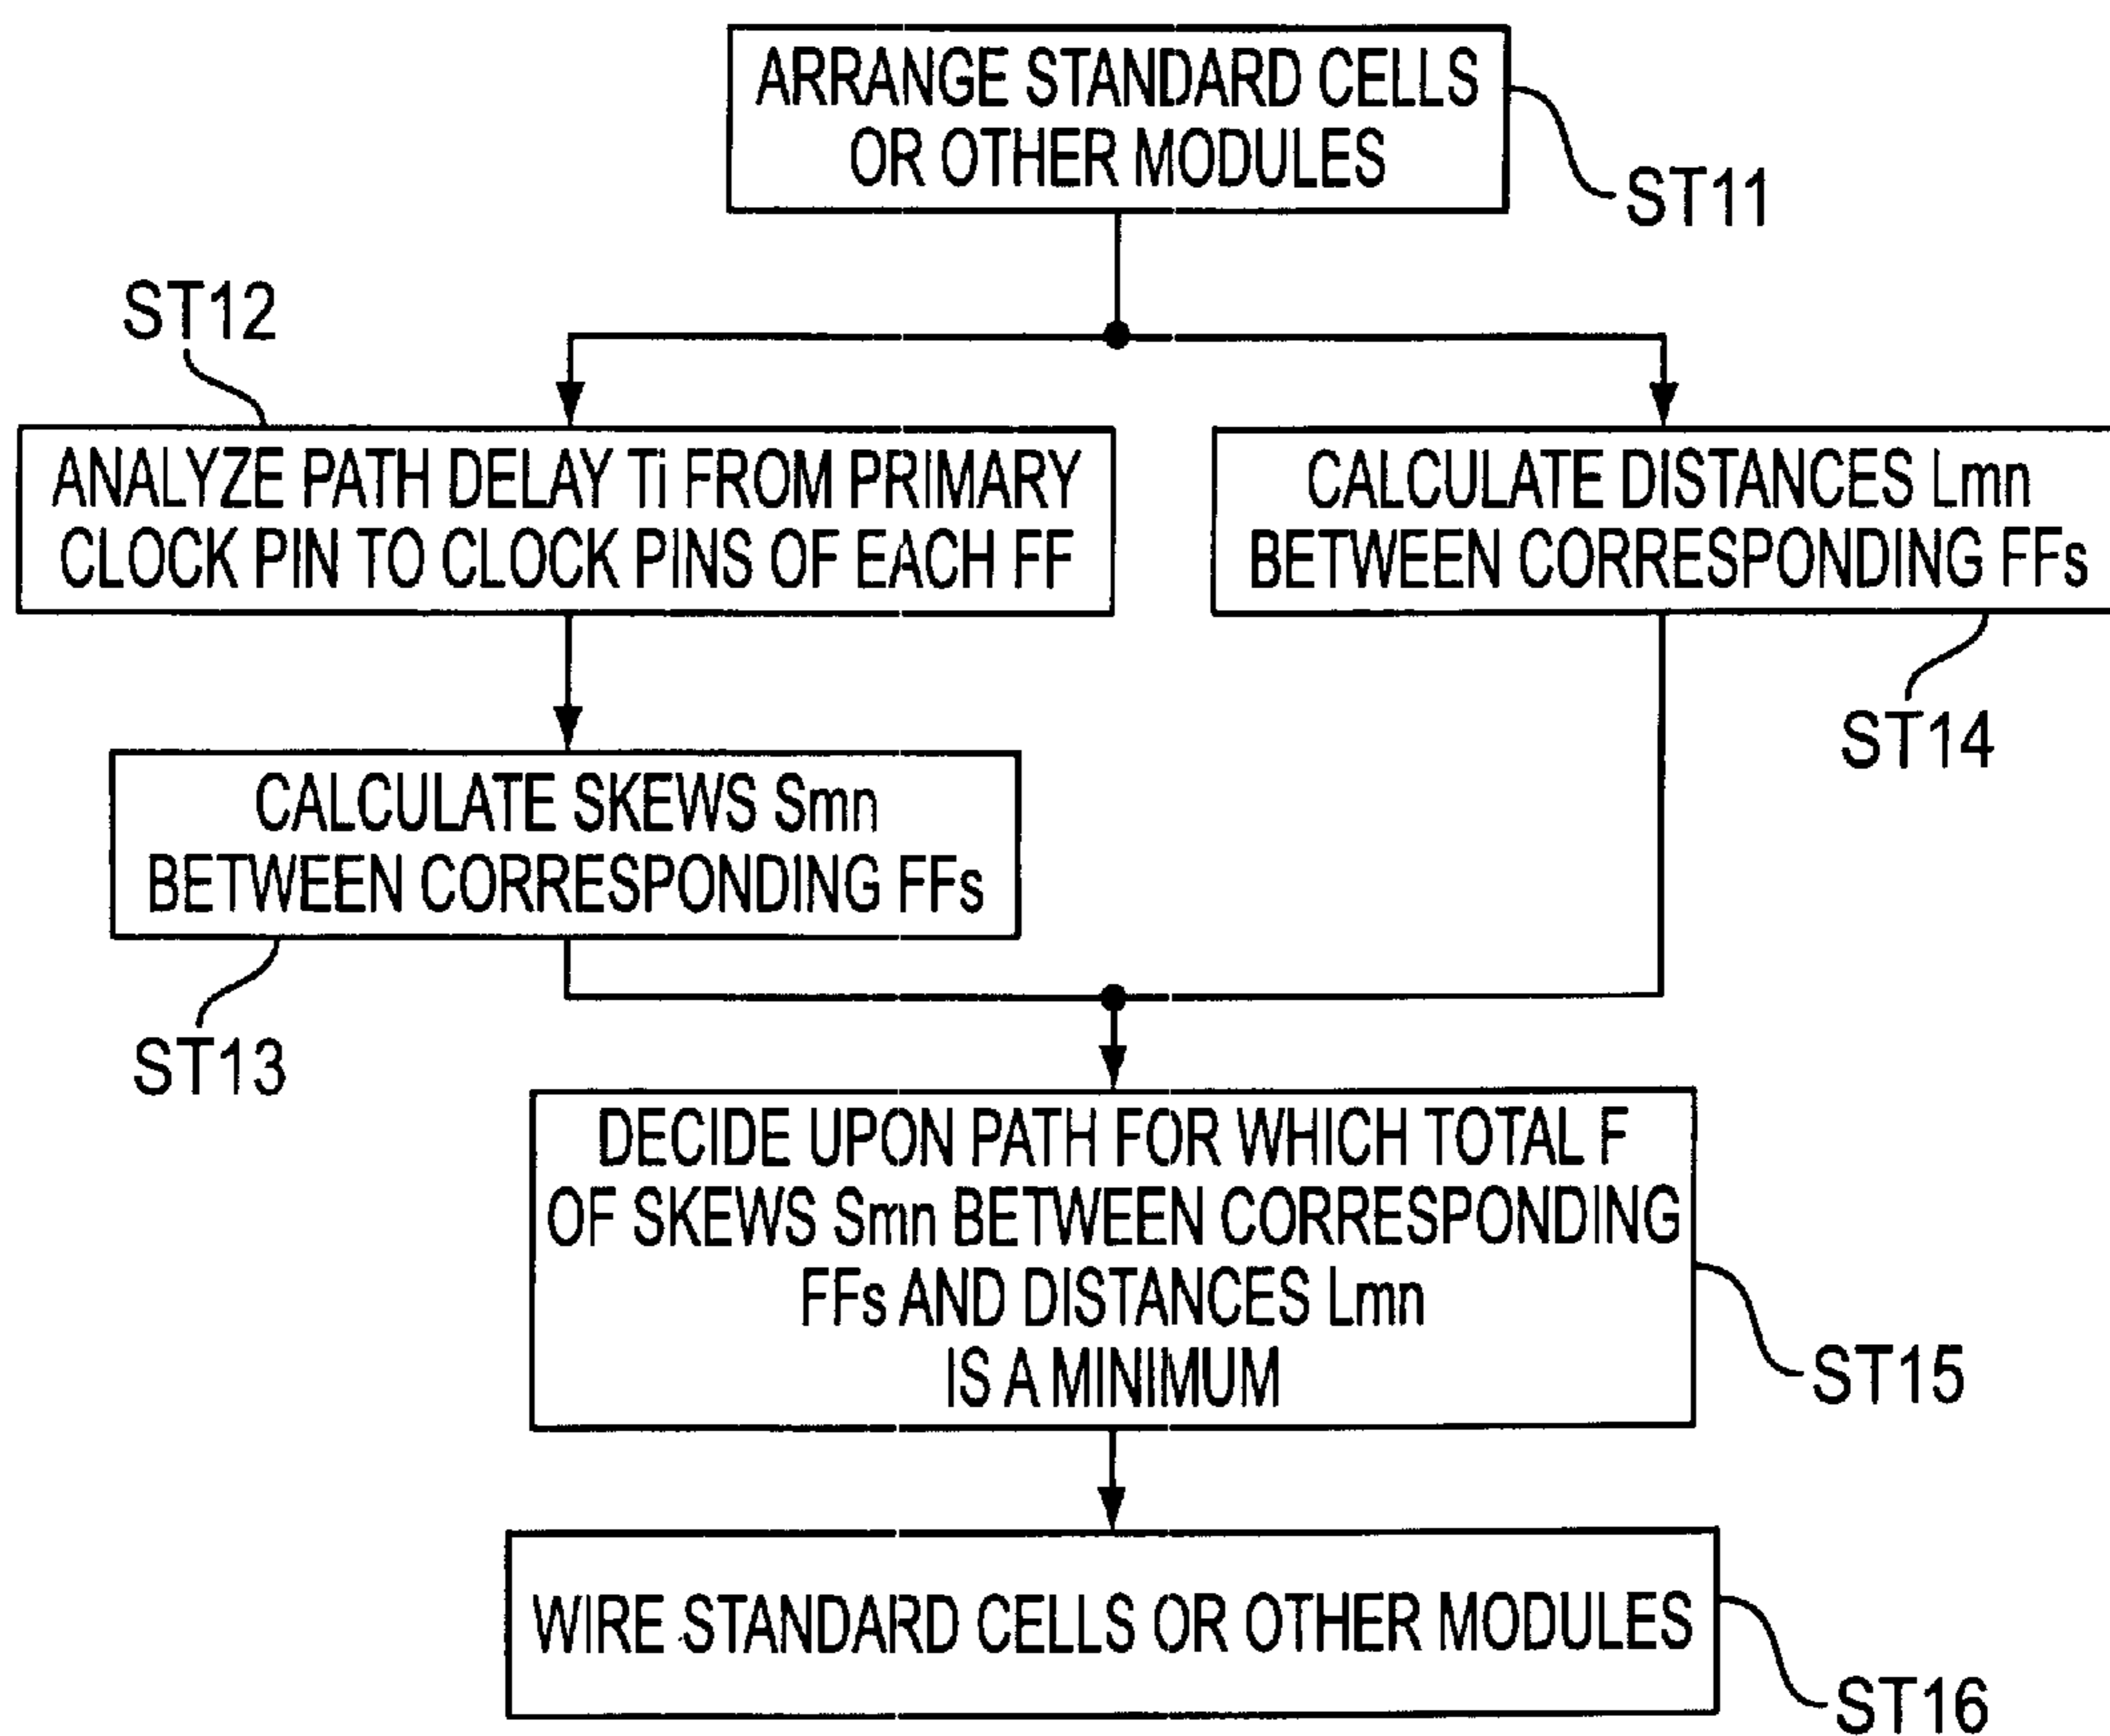 ARRANGE STANDARD CELLS
OR OTHER MODULES
ST11
ST12
ANALYZE PATH DELAY Ti FROM PRIMARY
CLOCK PIN TO CLOCK PINS OF EACH FF
CALCULATE DISTANCES Lmn
BETWEEN CORRESPONDING FFs
ST14
CALCULATE SKEWS Smn
BETWEEN CORRESPONDING FFs
ST13
DECIDE UPON PATH FOR WHICH TOTAL F
OF SKEWS Smn BETWEEN CORRESPONDING
FFs AND DISTANCES Lmn
IS A MINIMUM
ST15
WIRE STANDARD CELLS OR OTHER MODULES
ST16